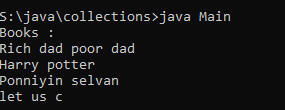 S:\java\collections>java Main
Books :
Rich dad poor dad
Harry potter
Ponniyin selvan
let us c